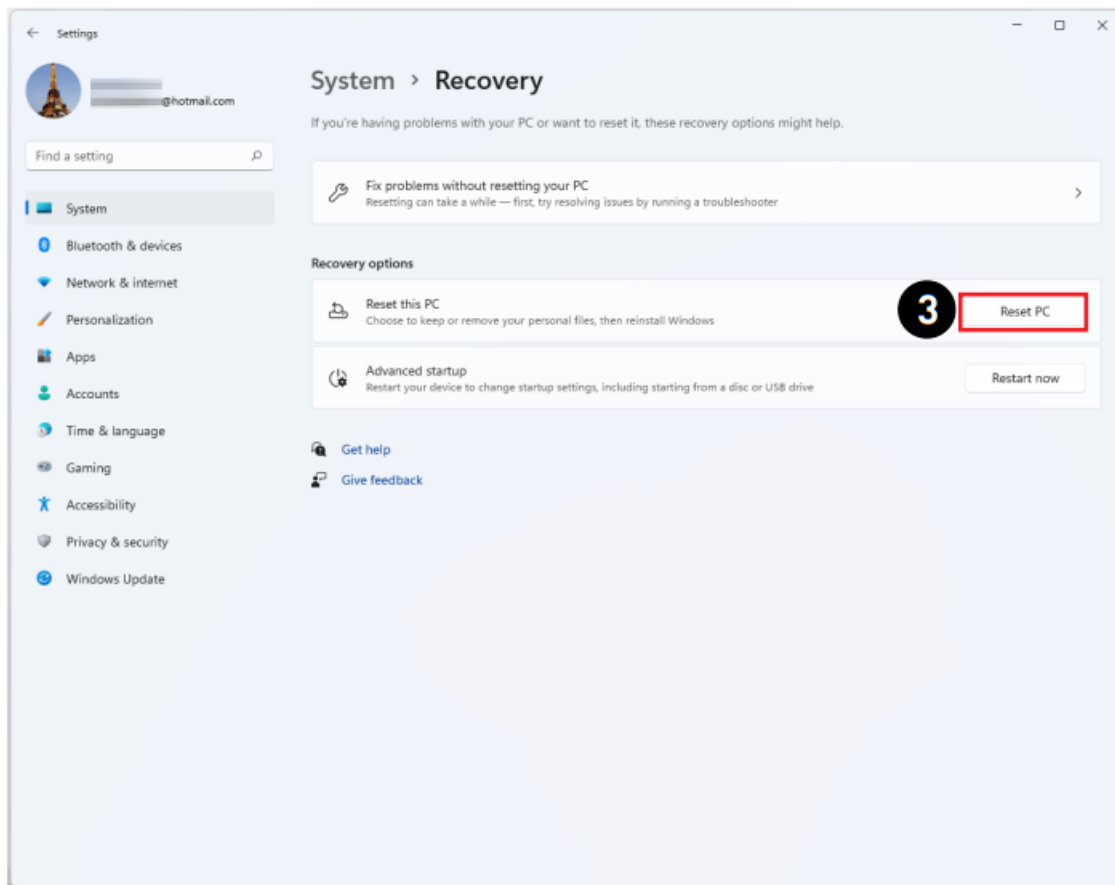 Settings
@hotmail.com
Find a setting
System
Bluetooth & devices
Network & internet
Personalization
Apps
Accounts
Time & language
Gaming
Accessibility
Privacy & security
Windows Update
System > Recovery
If you're having problems with your PC or want to reset it, these recovery options might help.
Fix problems without resetting your PC
Resetting can take a while — first, try resolving issues by running a troubleshooter
Recovery options
Reset this PC
Choose to keep or remove your personal files, then reinstall Windows
3
Reset PC
Advanced startup
Restart your device to change startup settings, including starting from a disc or USB drive
Restart now
Get help
Give feedback